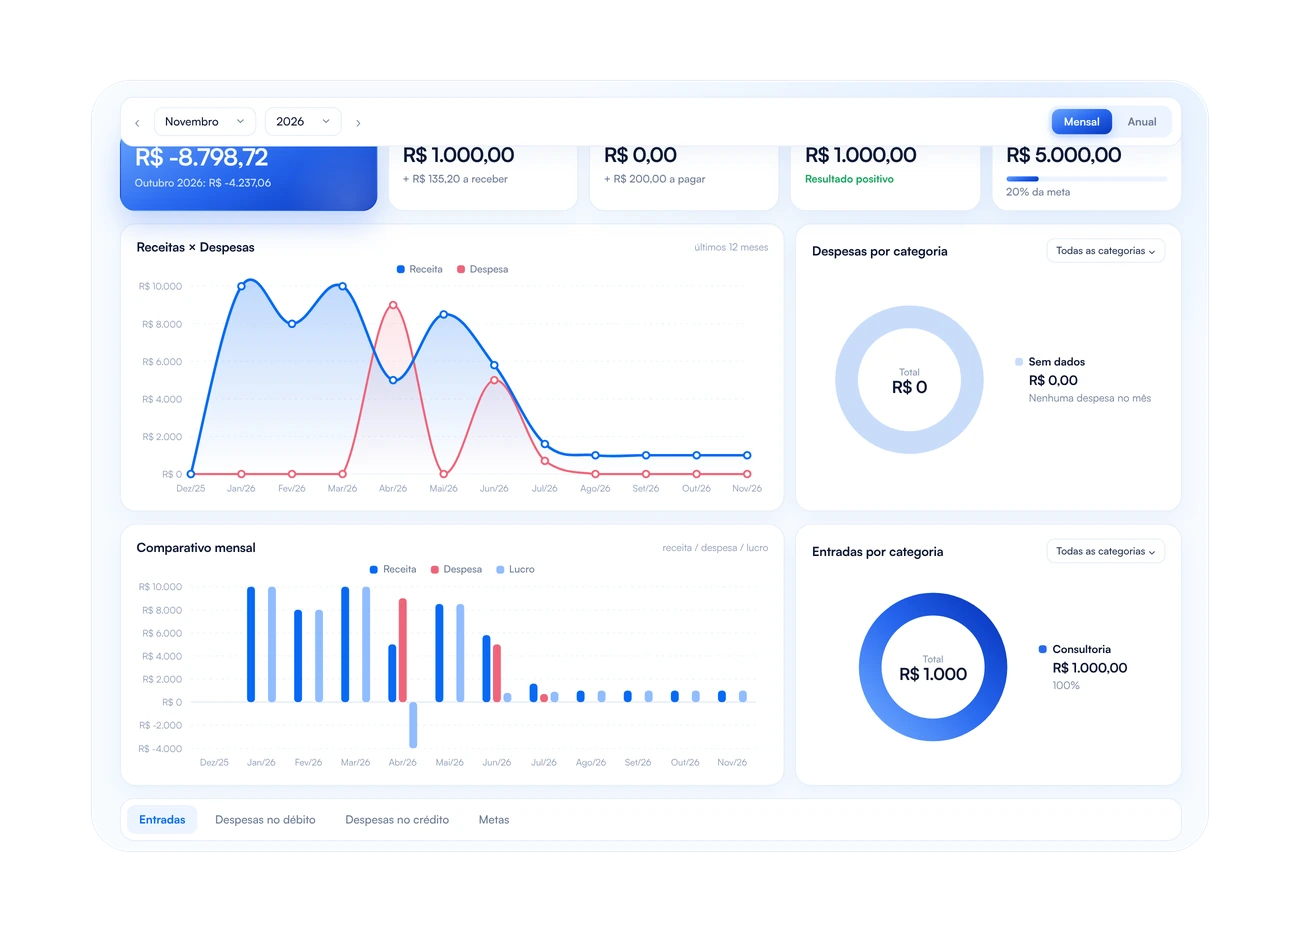 Novembro
2026
Mensal
Anual
R$ -8.798,72
Outubro 2026: R$ -4.237,06
R$ 1.000,00
+ R$ 135,20 a receber
R$ 0,00
+ R$ 200,00 a pagar
R$ 1.000,00
Resultado positivo
R$ 5.000,00
20% da meta
Receitas × Despesas
últimos 12 meses
Receita
Despesa
R$ 10.000
R$ 8.000
R$ 6.000
R$ 4.000
R$ 2.000
R$ 0
Dez/25
Jan/26
Fev/26
Mar/26
Abr/26
Mai/26
Jun/26
Jul/26
Ago/26
Set/26
Out/26
Nov/26
Despesas por categoria
Todas as categorias
Total
R$ 0
Sem dados
R$ 0,00
Nenhuma despesa no mês
Comparativo mensal
receita / despesa / lucro
Receita
Despesa
Lucro
R$ 10.000
R$ 8.000
R$ 6.000
R$ 4.000
R$ 2.000
R$ 0
R$ -2.000
R$ -4.000
Dez/25
Jan/26
Fev/26
Mar/26
Abr/26
Mai/26
Jun/26
Jul/26
Ago/26
Set/26
Out/26
Nov/26
Entradas por categoria
Todas as categorias
Total
R$ 1.000
Consultoria
R$ 1.000,00
100%
Entradas
Despesas no débito
Despesas no crédito
Metas